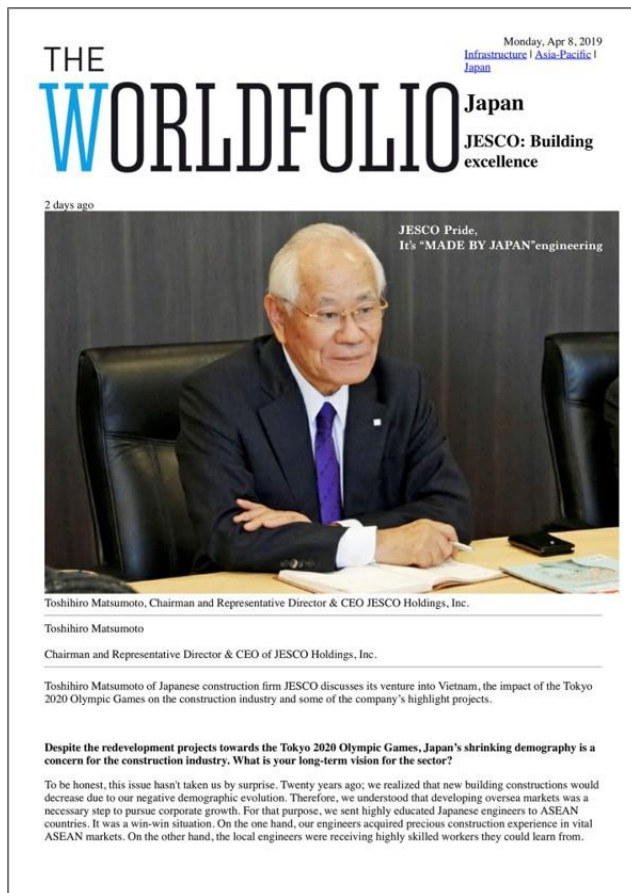 Monday, Apr 8, 2019
Infrastructure | Asia-Pacific |
Japan
THE
WORLDFOLIO
Japan
JESCO: Building
excellence
2 days ago
JESCO Pride,
It's "MADE BY JAPAN"engineering
Toshihiro Matsumoto, Chairman and Representative Director & CEO JESCO Holdings, Inc.
Toshihiro Matsumoto
Chairman and Representative Director & CEO of JESCO Holdings, Inc.
Toshihiro Matsumoto of Japanese construction firm JESCO discusses its venture into Vietnam, the impact of the Tokyo
2020 Olympic Games on the construction industry and some of the company's highlight projects.
Despite the redevelopment projects towards the Tokyo 2020 Olympic Games, Japan's shrinking demography is a
concern for the construction industry. What is your long-term vision for the sector?
To be honest, this issue hasn't taken us by surprise. Twenty years ago; we realized that new building constructions would
decrease due to our negative demographic evolution. Therefore, we understood that developing oversea markets was a
necessary step to pursue corporate growth. For that purpose, we sent highly educated Japanese engineers to ASEAN
countries. It was a win-win situation. On the one hand, our engineers acquired precious construction experience in vital
ASEAN markets. On the other hand, the local engineers were receiving highly skilled workers they could learn from.